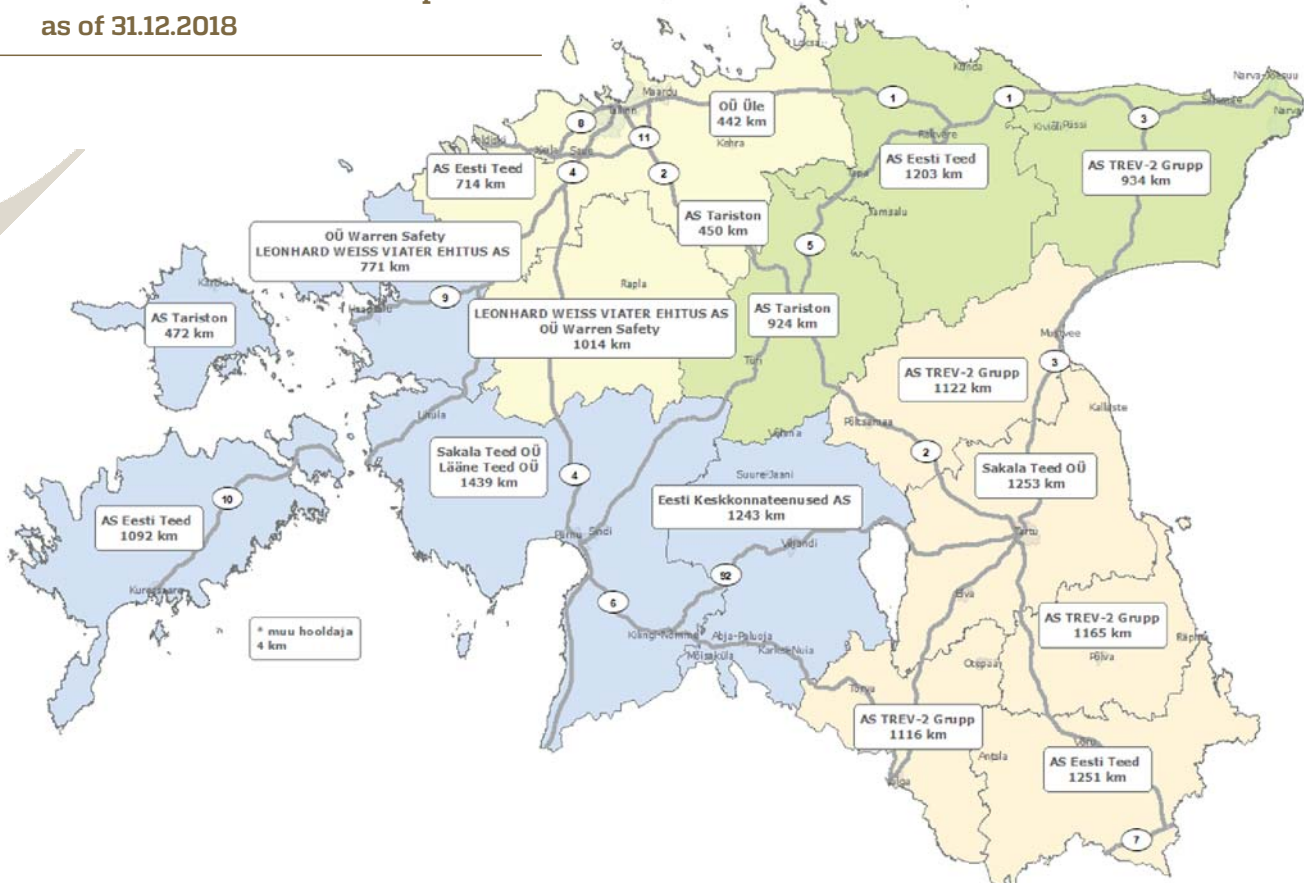 as of 31.12.2018
Loksa
Kunda
Narva-Jõesuu
Sillamäe
Narva
Maardu
Tallinn
OÜ Üle
442 km
1
1
3
8
11
Paldiski
Keila
Saue
Kehra
Rakvere
Kiviõli
Püssi
AS Eesti Teed
714 km
4
2
AS Eesti Teed
1203 km
AS TREV-2 Grupp
934 km
Tapa
Tamsalu
AS Tariston
450 km
OÜ Warren Safety
LEONHARD WEISS VIATER EHITUS AS
771 km
5
Kärdla
Rapla
9
Haapsalu
AS Tariston
472 km
LEONHARD WEISS VIATER EHITUS AS
OÜ Warren Safety
1014 km
AS Tariston
924 km
Mustvee
3
Türi
AS TREV-2 Grupp
1122 km
Kallaste
Lihula
Põltsamaa
Võhma
2
Sakala Teed OÜ
Lääne Teed OÜ
1439 km
4
Suure-Jaani
Sakala Teed OÜ
1253 km
10
Eesti Keskkonnateenused AS
1243 km
AS Eesti Teed
1092 km
Pärnu
Sindi
Viljandi
Tartu
92
Kuressaare
Elva
6
AS TREV-2 Grupp
1165 km
* muu hooldaja
4 km
Kilingi-Nõmme
Abja-Paluoja
Mõisaküla
Karksi-Nuia
Räpina
Põlva
Otepää
Tõrva
AS TREV-2 Grupp
1116 km
Võru
Antsla
AS Eesti Teed
1251 km
Valga
7